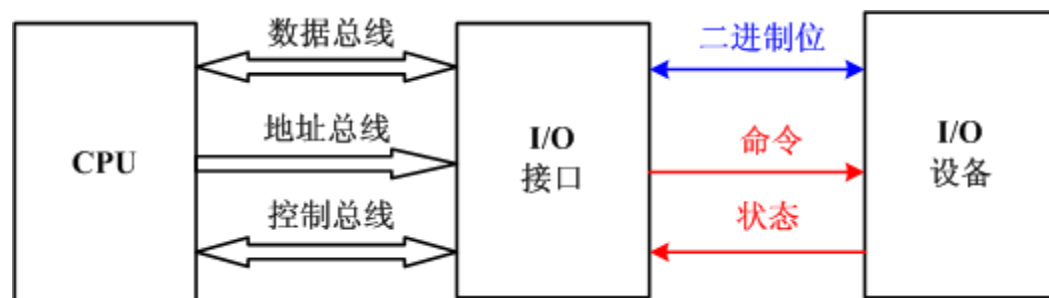 数据总线
二进制位
地址总线
CPU
I/O
接口
命令
I/O
设备
控制总线
状态